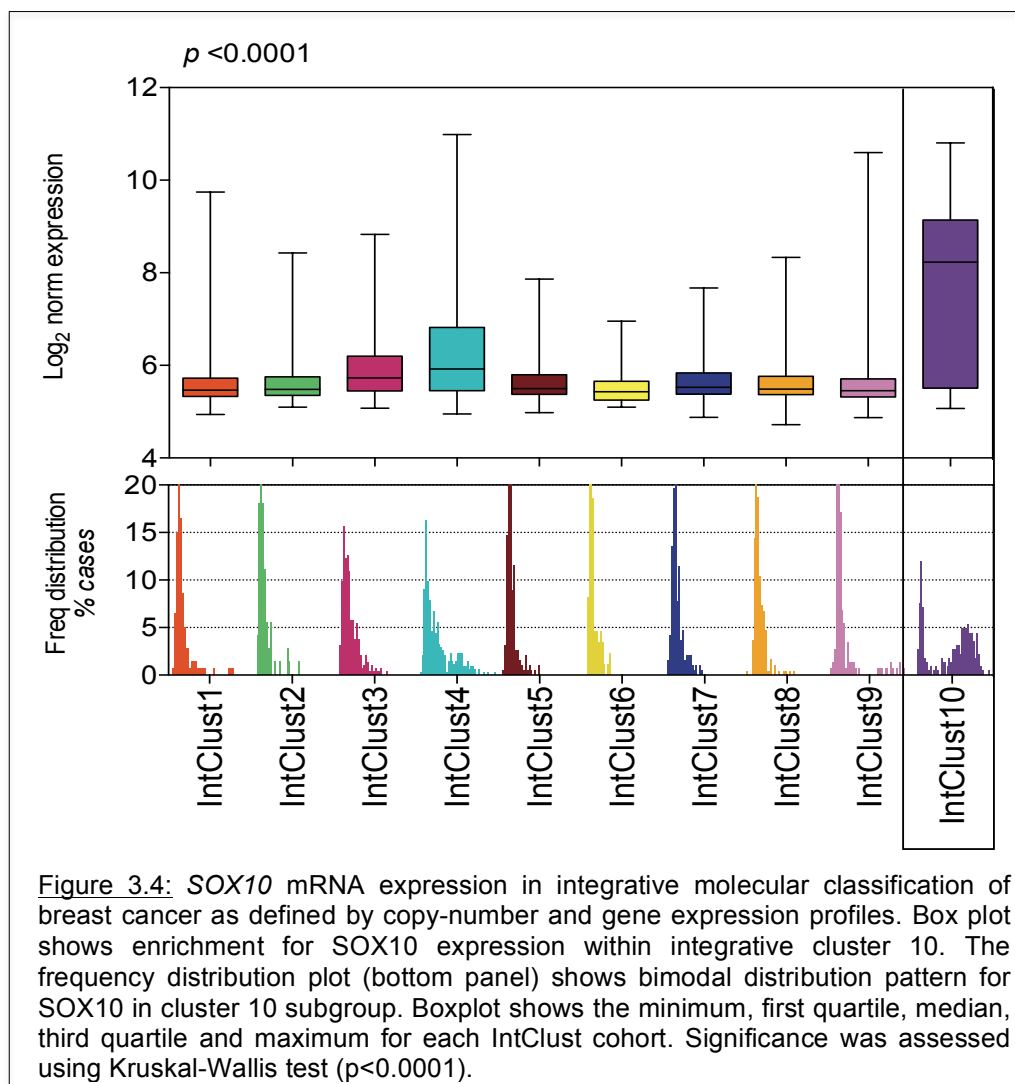 p <0.0001
12
10
8
6
4
Log2 norm expression
20
15
10
5
0
Freq distribution
% cases
IntClust1
IntClust2
IntClust3
IntClust4
IntClust5
IntClust6
IntClust7
IntClust8
IntClust9
IntClust10
Figure 3.4: SOX10 mRNA expression in integrative molecular classification of
breast cancer as defined by copy-number and gene expression profiles. Box plot
shows enrichment for SOX10 expression within integrative cluster 10. The
frequency distribution plot (bottom panel) shows bimodal distribution pattern for
SOX10 in cluster 10 subgroup. Boxplot shows the minimum, first quartile, median,
third quartile and maximum for each IntClust cohort. Significance was assessed
using Kruskal-Wallis test (p<0.0001).